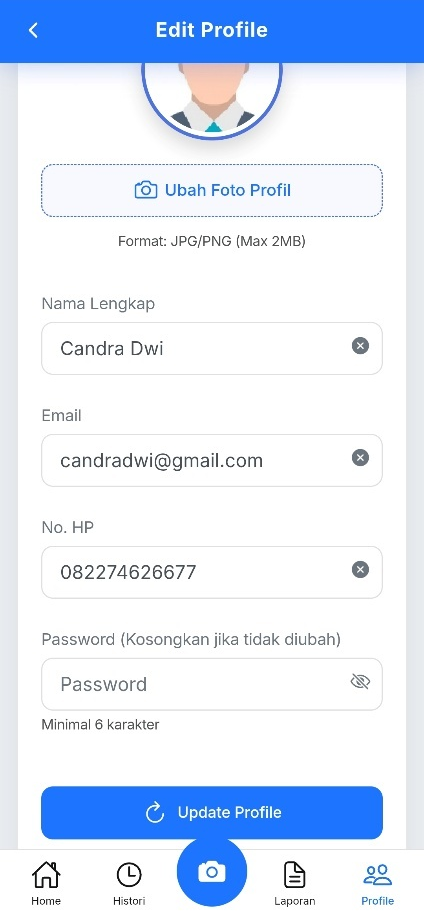 Edit Profile
Ubah Foto Profil
Format: JPG/PNG (Max 2MB)
Nama Lengkap
Candra Dwi
Email
candradwi@gmail.com
No. HP
082274626677
Password (Kosongkan jika tidak diubah)
Password
Minimal 6 karakter
Update Profile
Home
Histori
Laporan
Profile